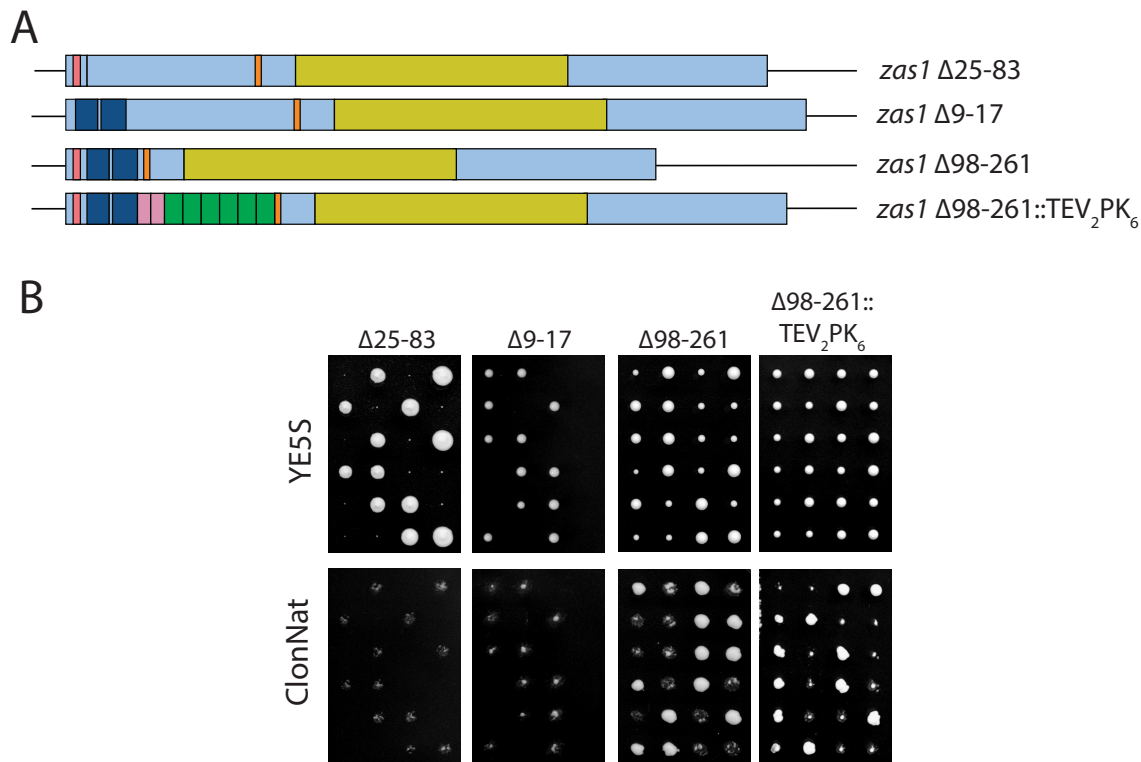 A
zas1 Δ25-83
zas1 Δ9-17
zas1 Δ98-261
zas1 Δ98-261::TEV₂PK₆
B
Δ25-83 Δ9-17 Δ98-261 Δ98-261::
TEV₂PK₆
YE5S
ClonNat